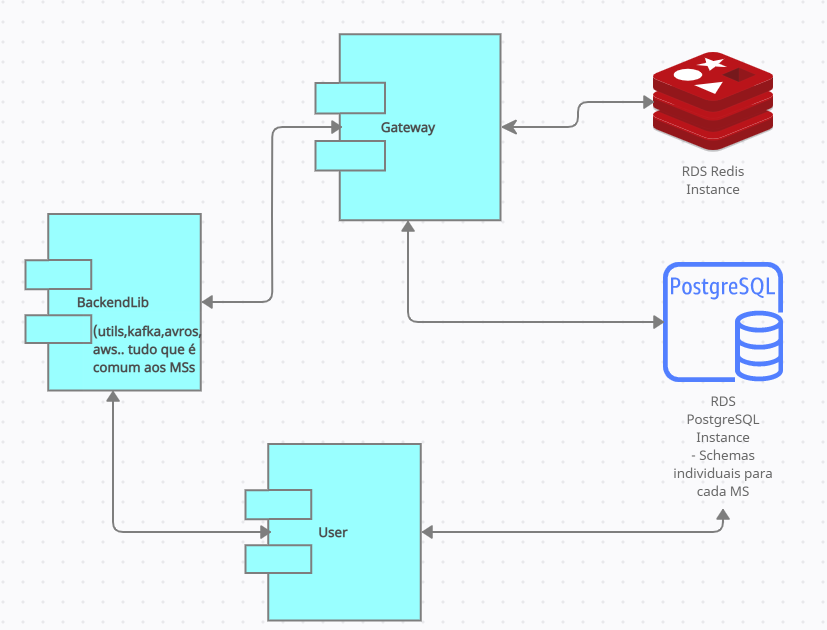 Gateway
RDS Redis
Instance
BackendLib
(utils,kafka,avros,
aws.. tudo que é
comum aos MSs
PostgreSQL
RDS
PostgreSQL
Instance
- Schemas
individuais para
cada MS
User